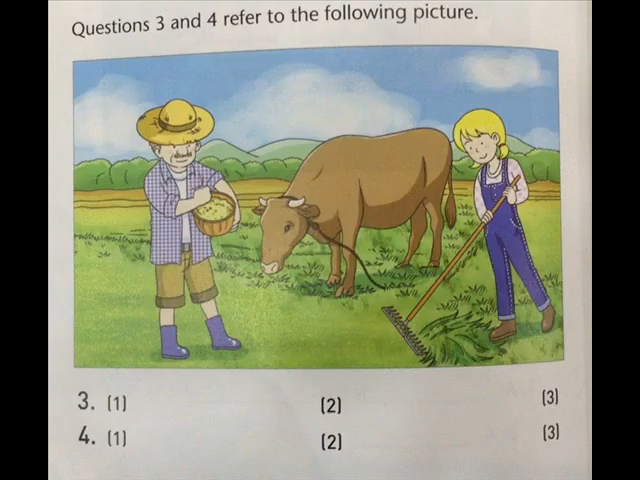 Questions 3 and 4 refer to the following picture.
3. (1) (2) (3)
4. (1) (2) (3)